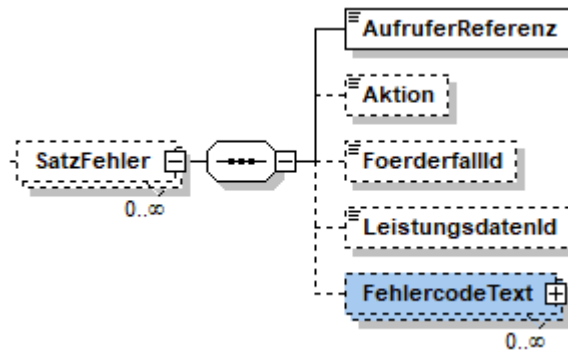 AufruferReferenz
Aktion
SatzFehler
0..∞
FoerderfallId
LeistungsdatenId
FehlercodeText
0..∞